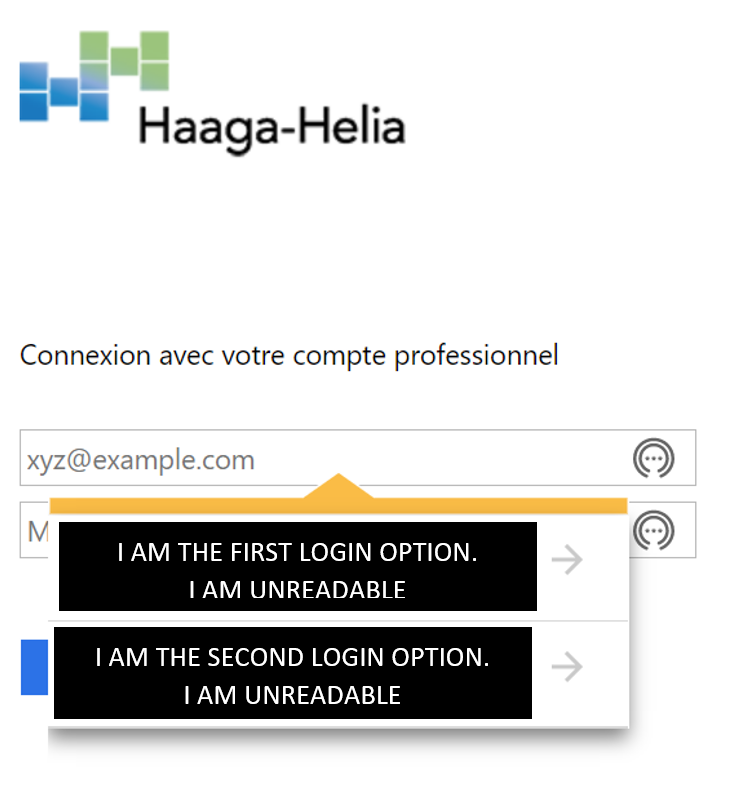 Haaga-Helia
Connexion avec votre compte professionnel
xyz@example.com
M
I AM THE FIRST LOGIN OPTION.
I AM UNREADABLE
I AM THE SECOND LOGIN OPTION.
I AM UNREADABLE